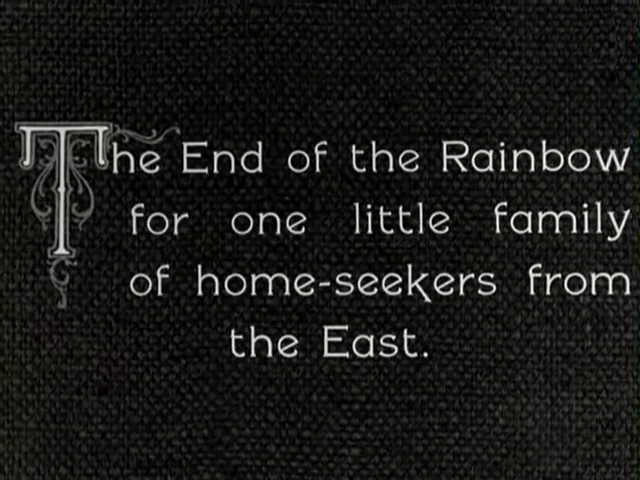 The End of the Rainbow
for one little family
of home-seekers from
the East.